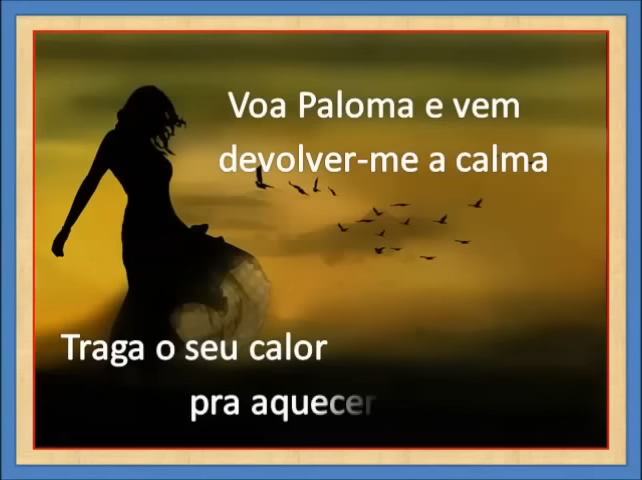 Voa Paloma e vem
devolver-me a calma
Traga o seu calor
pra aquecer